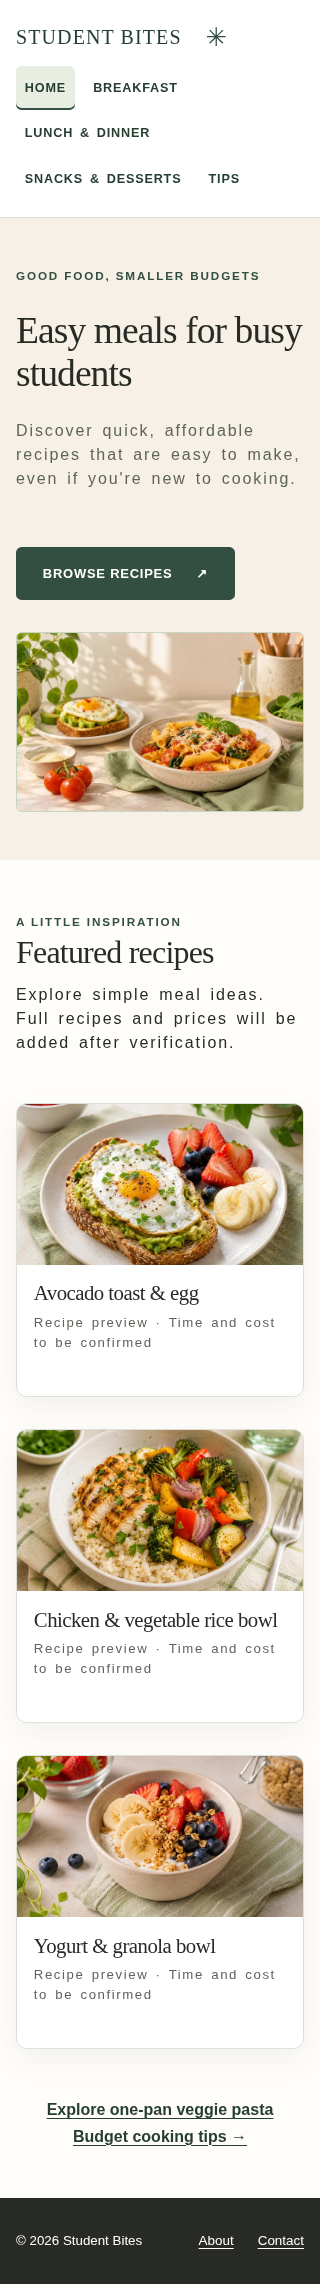 STUDENT BITES
HOME BREAKFAST
LUNCH & DINNER
SNACKS & DESSERTS TIPS
GOOD FOOD, SMALLER BUDGETS
Easy meals for busy
students
Discover quick, affordable
recipes that are easy to make,
even if you're new to cooking.
BROWSE RECIPES ↗
A LITTLE INSPIRATION
Featured recipes
Explore simple meal ideas.
Full recipes and prices will be
added after verification.
Avocado toast & egg
Recipe preview · Time and cost
to be confirmed
Chicken & vegetable rice bowl
Recipe preview · Time and cost
to be confirmed
Yogurt & granola bowl
Recipe preview · Time and cost
to be confirmed
Explore one-pan veggie pasta
Budget cooking tips →
© 2026 Student Bites About Contact